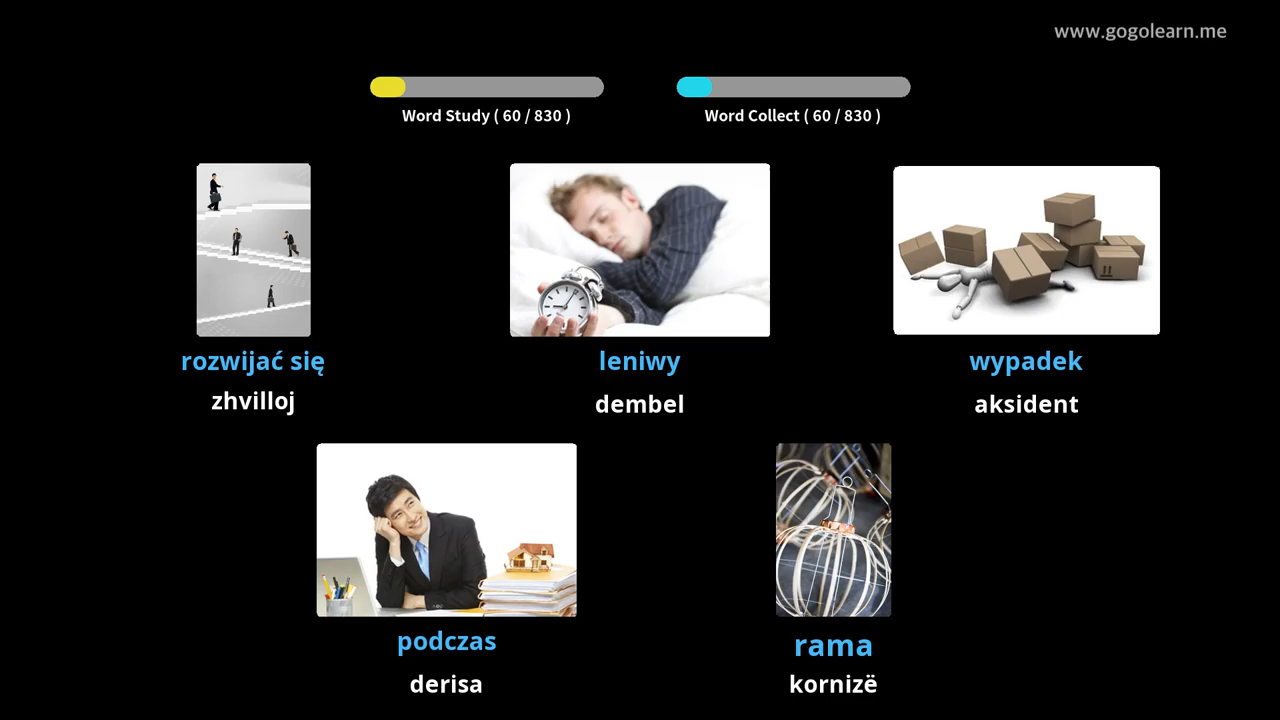 www.gogolearn.me
Word Study ( 60 / 830 )
Word Collect ( 60 / 830 )
rozwijać się
zhvilloj
leniwy
dembel
wypadek
aksident
podczas
derisa
rama
kornizë